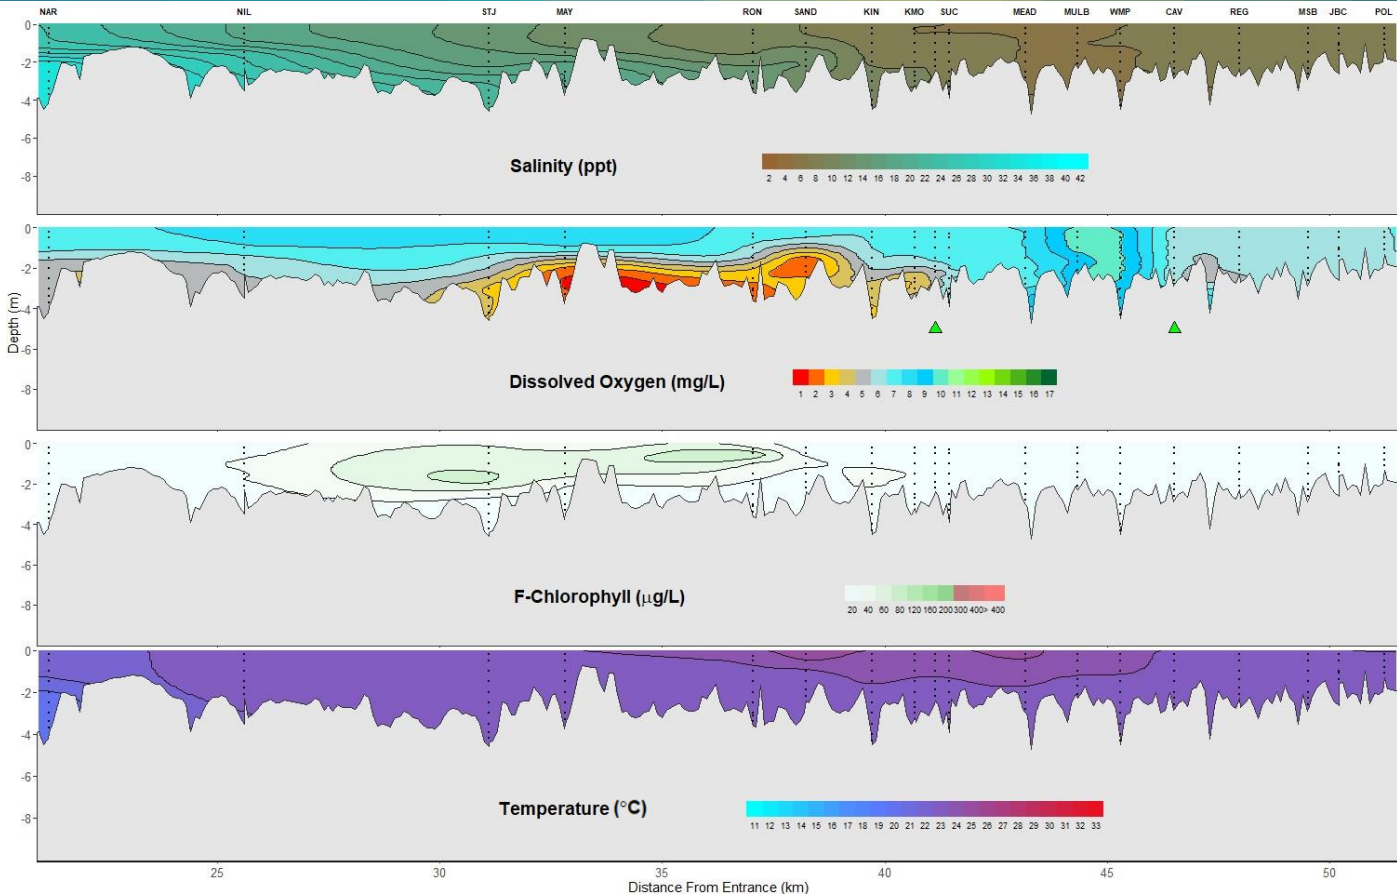 NAR NIL STJ MAY RON SAND KIN KMO SUC MEAD MULB WMP CAV REG MSB JBC POL
0
-2
-4
-6
-8
Salinity (ppt)
2 4 6 8 10 12 14 16 18 20 22 24 26 28 30 32 34 36 38 40 42
0
-2
-4
-6
-8
Depth (m)
Dissolved Oxygen (mg/L)
1 2 3 4 5 6 7 8 9 10 11 12 13 14 15 16 17
0
-2
-4
-6
-8
F-Chlorophyll (μg/L)
20 40 60 80 120 160 200 300 400 > 400
0
-2
-4
-6
-8
Temperature (°C)
11 12 13 14 15 16 17 18 19 20 21 22 23 24 25 26 27 28 29 30 31 32 33
25 30 35 40 45 50
Distance From Entrance (km)